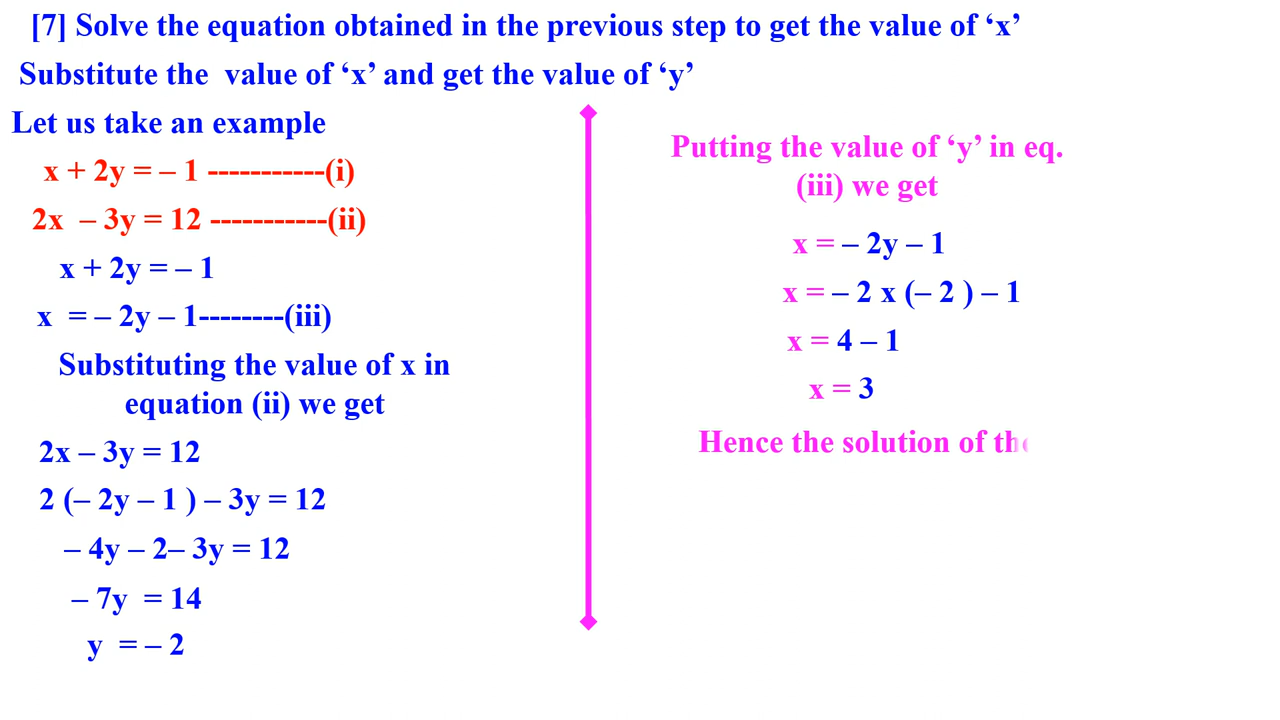 [7] Solve the equation obtained in the previous step to get the value of ‘x’
Substitute the value of ‘x’ and get the value of ‘y’
Let us take an example
x + 2y = – 1 -----------(i)
2x – 3y = 12 -----------(ii)
x + 2y = – 1
x = – 2y – 1--------(iii)
Substituting the value of x in
equation (ii) we get
2x – 3y = 12
2 (– 2y – 1 ) – 3y = 12
– 4y – 2– 3y = 12
– 7y = 14
y = – 2
Putting the value of ‘y’ in eq.
(iii) we get
x = – 2y – 1
x = – 2 x (– 2 ) – 1
x = 4 – 1
x = 3
Hence the solution of the